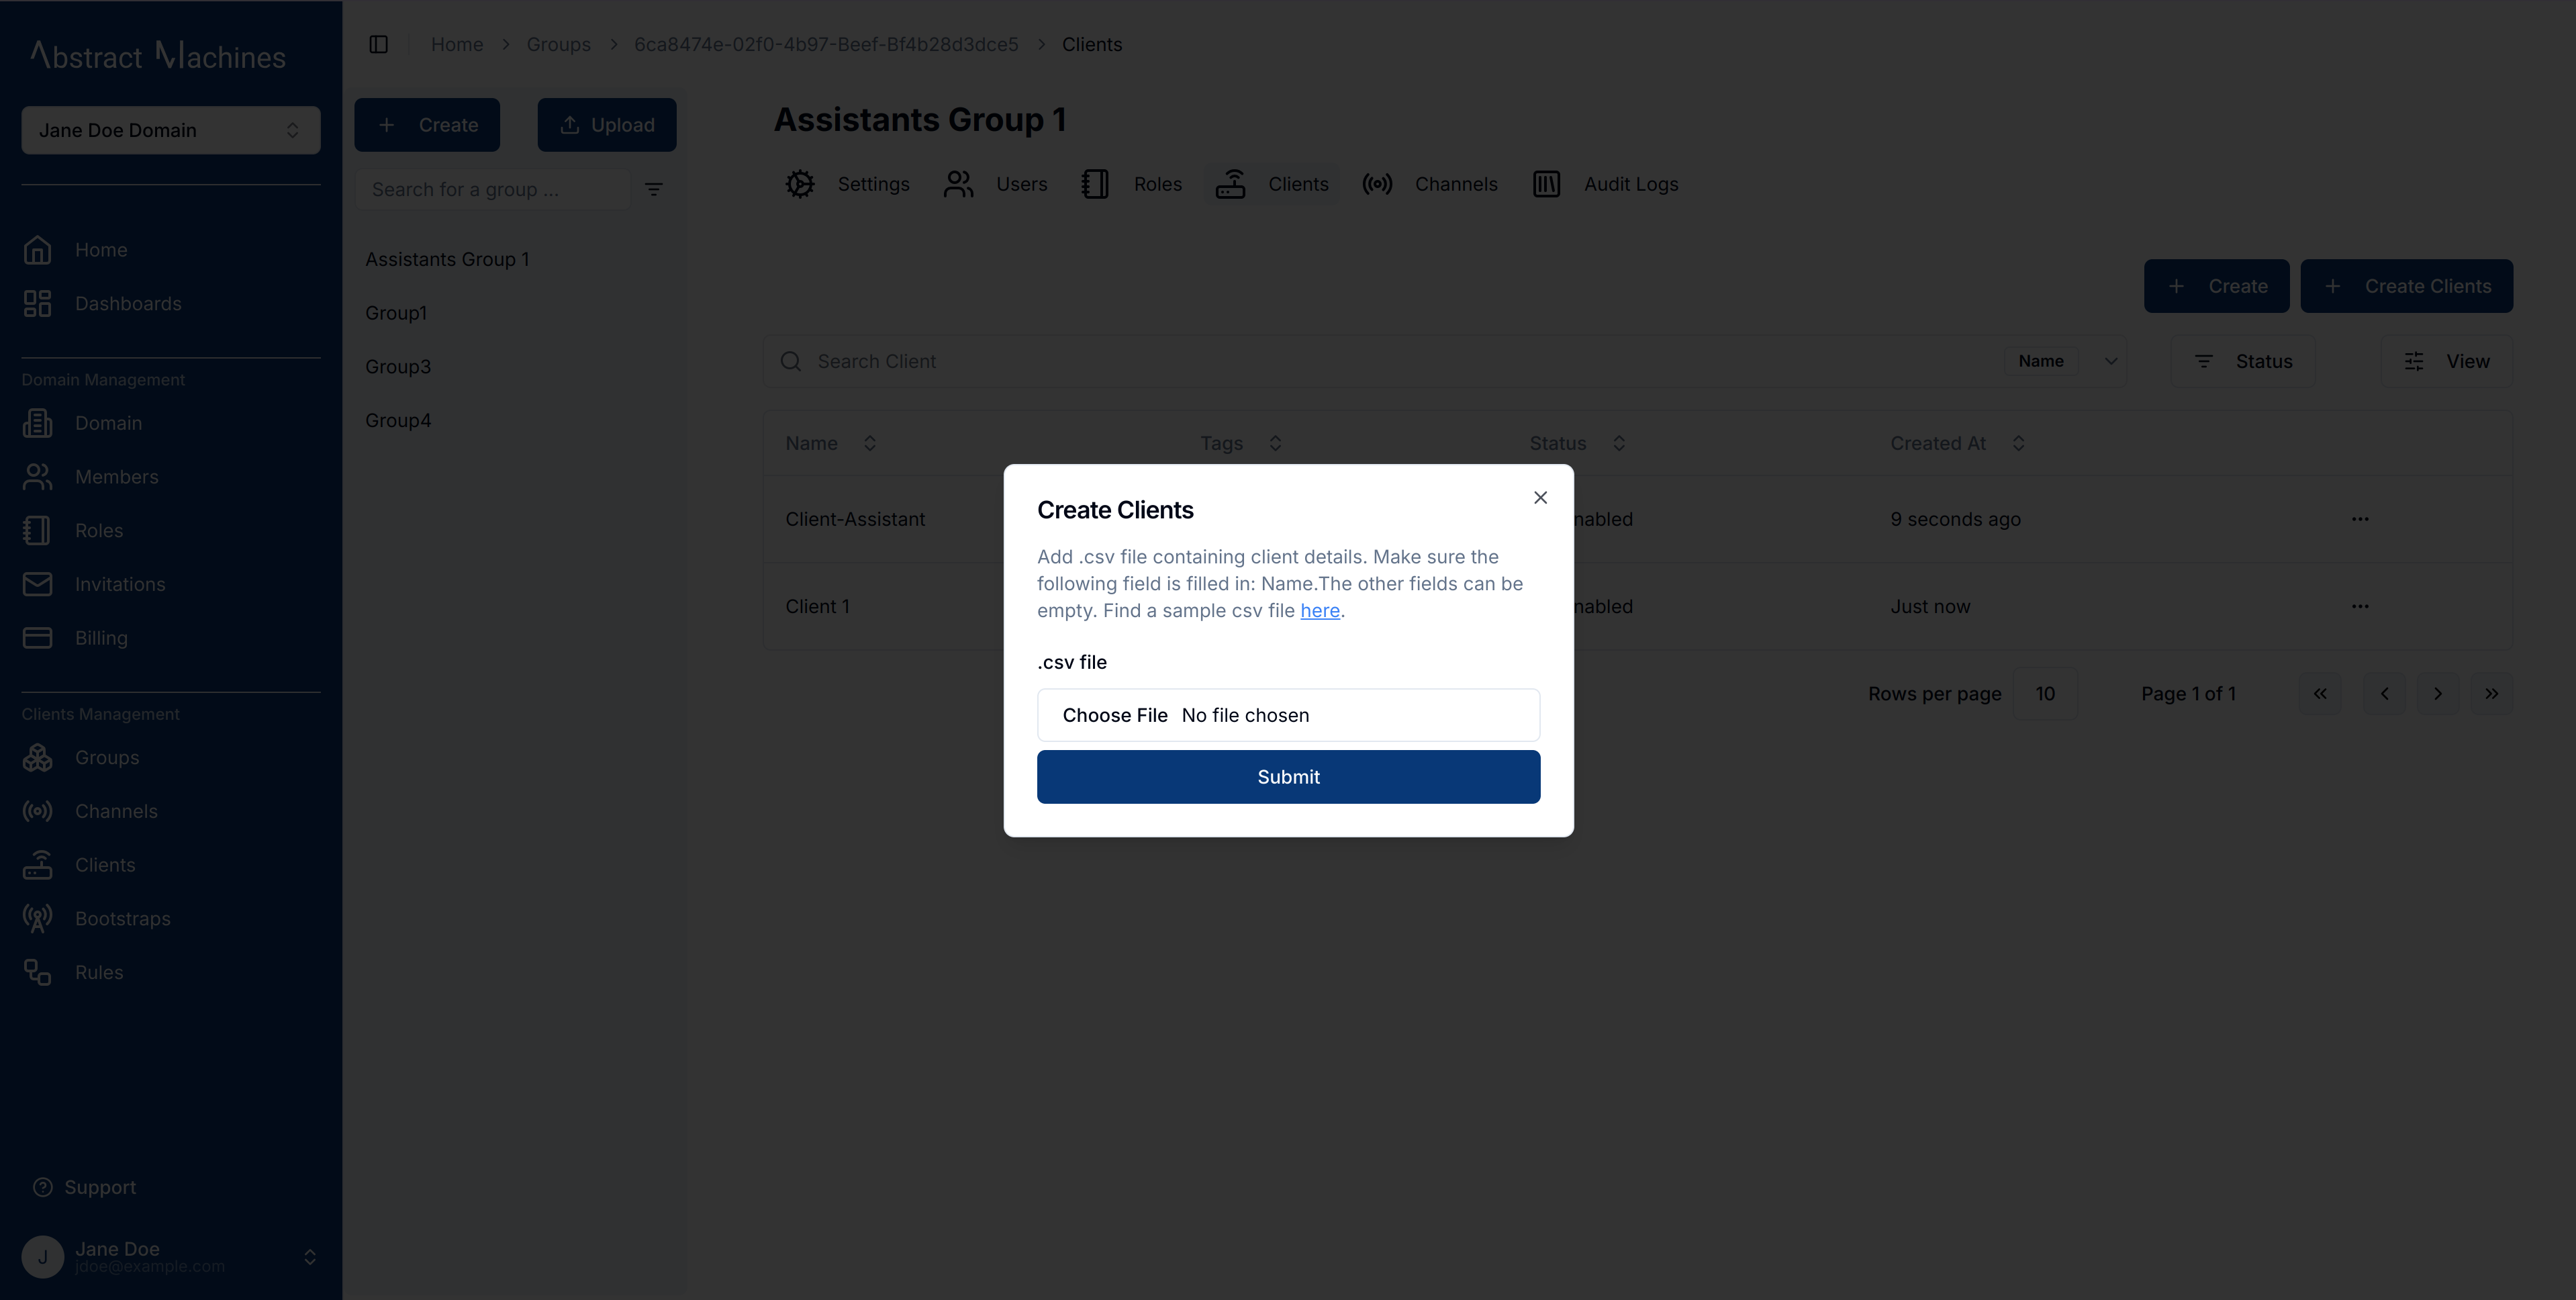 Abstract Machines
Jane Doe Domain
Home
Dashboards
Domain Management
Domain
Members
Roles
Invitations
Billing
Clients Management
Groups
Channels
Clients
Bootstraps
Rules
Support
J
Jane Doe
jdoe@example.com
Home > Groups > 6ca8474e-02f0-4b97-Beef-Bf4b28d3dce5 > Clients
Create
Upload
Search for a group ...
Assistants Group 1
Group1
Group3
Group4
Assistants Group 1
Settings Users Roles Clients Channels Audit Logs
Create Create Clients
Search Client Name Status View
Name Tags Status Created At
Client-Assistant nabled 9 seconds ago
Client 1 nabled Just now
Rows per page 10 Page 1 of 1
Create Clients
Add .csv file containing client details. Make sure the
following field is filled in: Name.The other fields can be
empty. Find a sample csv file here.
.csv file
Choose File No file chosen
Submit